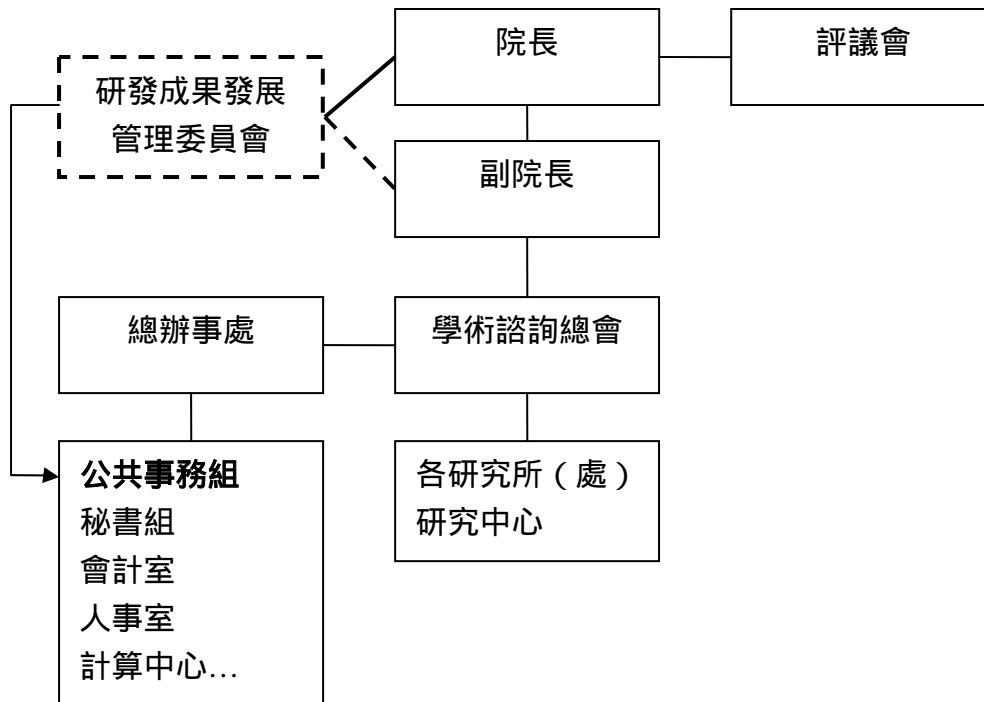 院長
評議會
研發成果發展
管理委員會
副院長
總辦事處
學術諮詢總會
公共事務組
秘書組
會計室
人事室
計算中心…
各研究所（處）
研究中心